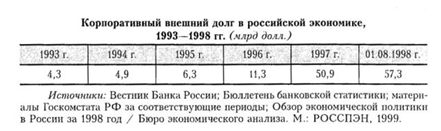 Корпоративный внешний долг в российской экономике,
1993—1998 гг. (млрд долл.)
1993 г. 1994 г. 1995 г. 1996 г. 1997 г. 01.08.1998 г.
4,3 4,9 6,3 11,3 50,9 57,3
Источники: Вестник Банка России; Бюллетень банковской статистики; матери-
алы Госкомстата РФ за соответствующие периоды; Обзор экономической политики
в России за 1998 год / Бюро экономического анализа. М.: РОССПЭН, 1999.